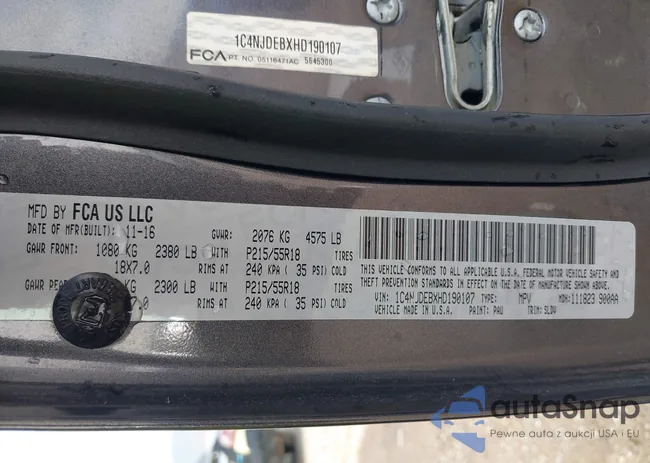 1C4NJDEBXHD190107
FCA PT. NO. 05116471AC 5645300
MFD BY FCA US LLC
DATE OF MFR(BUILT): 11-16 GVWR: 2076 KG 4575 LB
GAWR FRONT: 1080 KG 2380 LB WITH P215/55R18 TIRES
18X7.0 RIMS AT 240 KPA ( 35 PSI) COLD
GAWR REAR KG 2300 LB WITH P215/55R18 TIRES
RIMS AT 240 KPA ( 35 PSI) COLD
THIS VEHICLE CONFORMS TO ALL APPLICABLE U.S.A. FEDERAL MOTOR VEHICLE SAFETY, BUMPER AND
THEFT PREVENTION STANDARDS IN EFFECT ON THE DATE OF MANUFACTURE SHOWN ABOVE.
VIN: 1C4NJDEBXHD190107 TYPE: MPV MDH: 111823 900AA
VEHICLE MADE IN U.S.A. PAINT: PAU TRIM: SLDV
autoSnap
Pewne auta z aukcji USA i EU